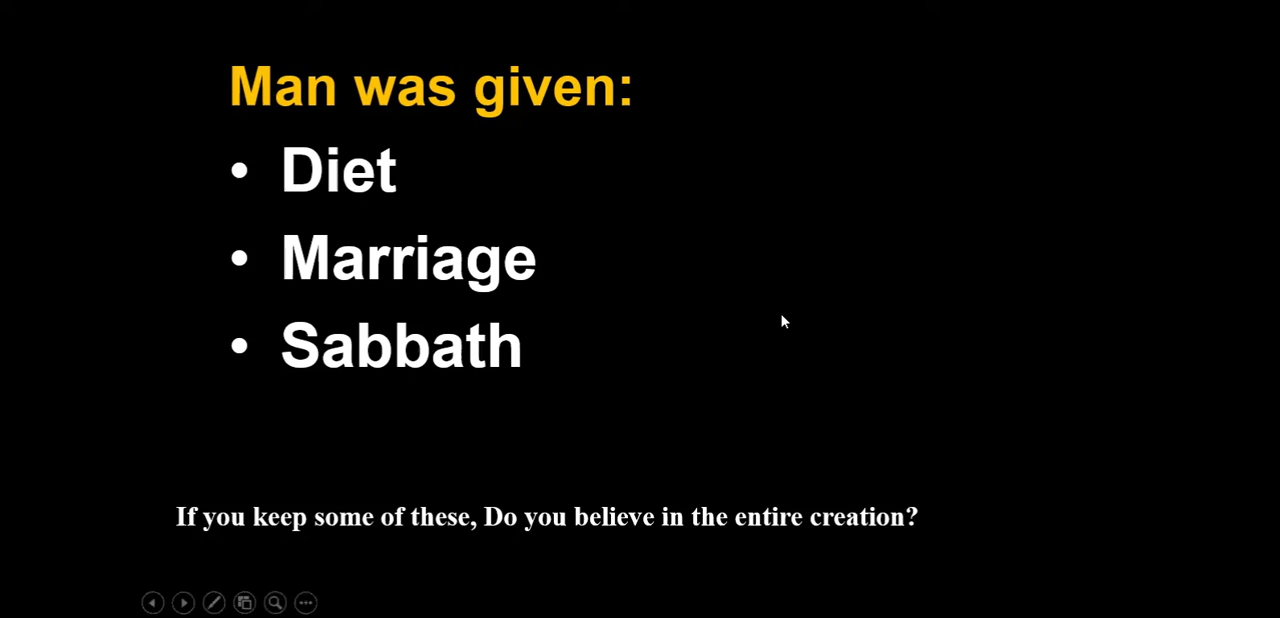 Man was given:
• Diet
• Marriage
• Sabbath
If you keep some of these, Do you believe in the entire creation?